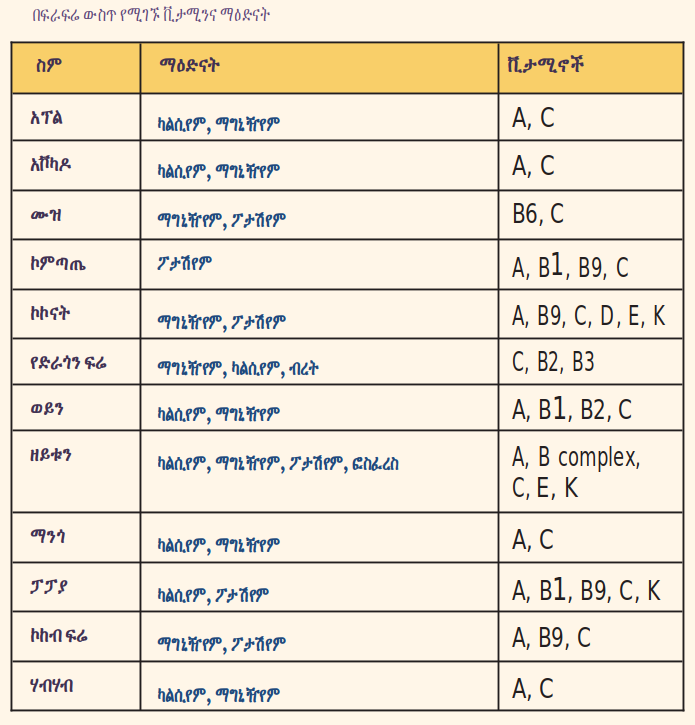 በፍራፍሬ ውስጥ የሚገኙ ቪታሚንና ማዕድናት
ስም ማዕድናት ቪታሚኖች
አፕል ካልሲየም, ማግኒዥየም A, C
አቮካዶ ካልሲየም, ማግኒዥየም A, C
ሙዝ ማግኒዥየም, ፖታሽየም B6, C
ኮምጣጤ ፖታሽየም A, B1, B9, C
ኮኮናት ማግኒዥየም, ፖታሽየም A, B9, C, D, E, K
የድራጎን ፍሬ ማግኒዥየም, ካልሲየም, ብረት C, B2, B3
ወይን ካልሲየም, ማግኒዥየም A, B1, B2, C
ዘይቱን ካልሲየም, ማግኒዥየም, ፖታሽየም, ፎስፈረስ A, B complex,
C, E, K
ማንጎ ካልሲየም, ማግኒዥየም A, C
ፓፓያ ካልሲየም, ፖታሽየም A, B1, B9, C, K
ኮከብ ፍሬ ማግኒዥየም, ፖታሽየም A, B9, C
ሃብሃብ ካልሲየም, ማግኒዥየም A, C